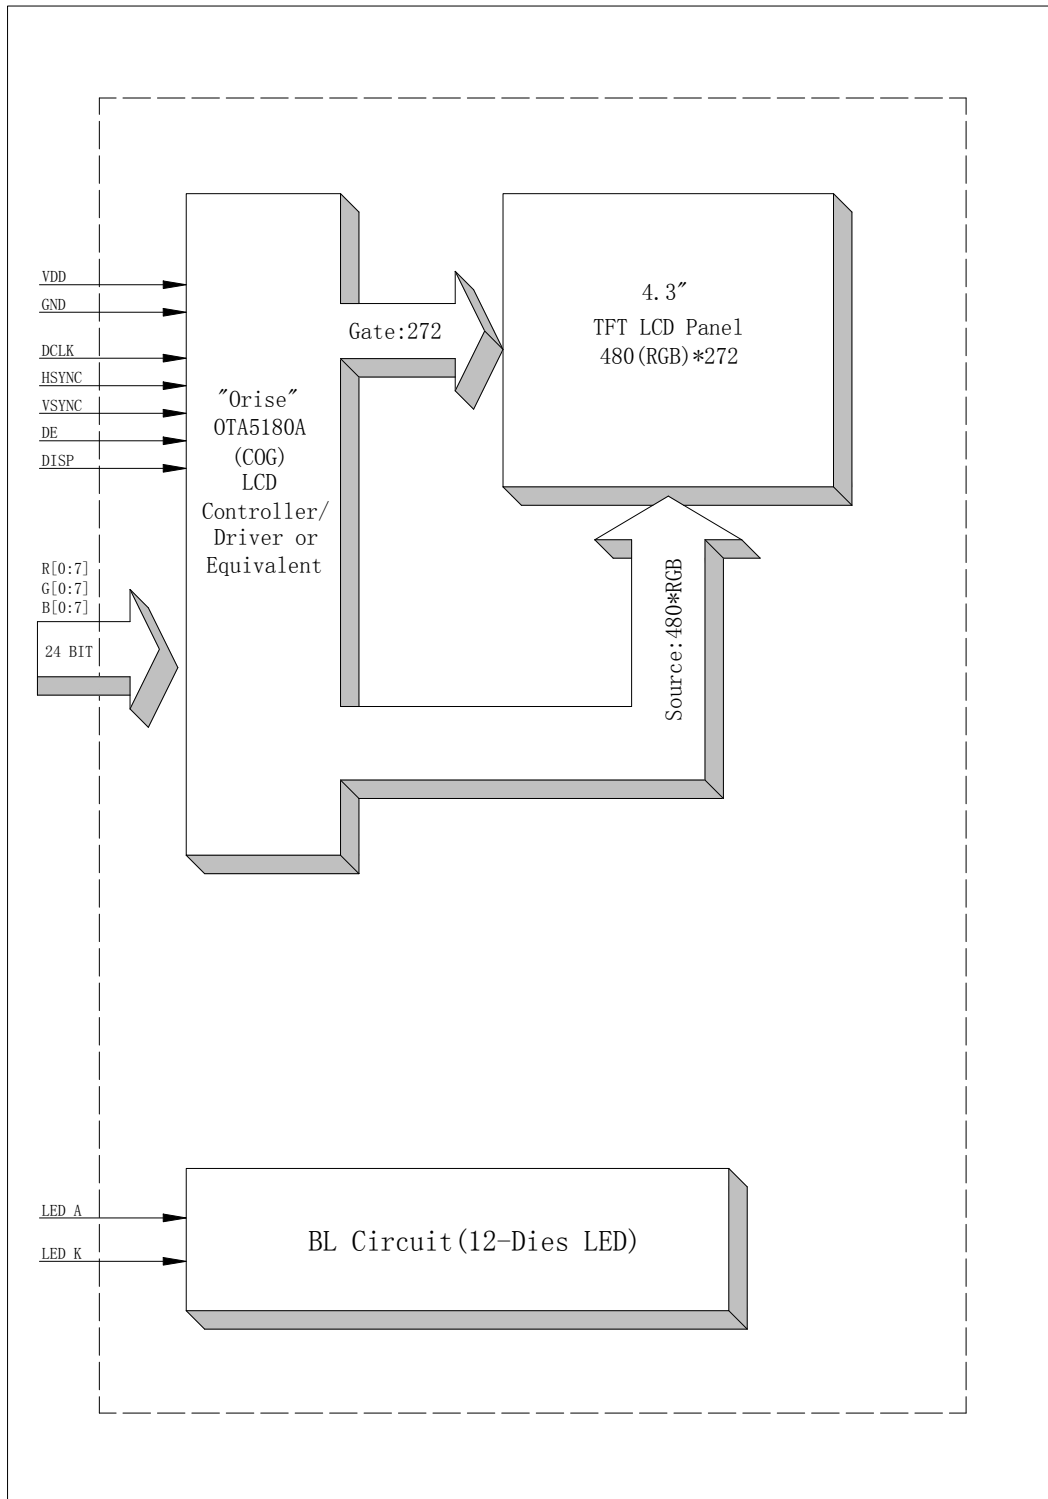 VDD
GND
DCLK
HSYNC
VSYNC
DE
DISP
R[0:7]
G[0:7]
B[0:7]
24 BIT
"Orise"
OTA5180A
(COG)
LCD
Controller/
Driver or
Equivalent
Gate:272
4.3"
TFT LCD Panel
480(RGB)*272
Source:480*RGB
LED A
LED K
BL Circuit(12-Dies LED)